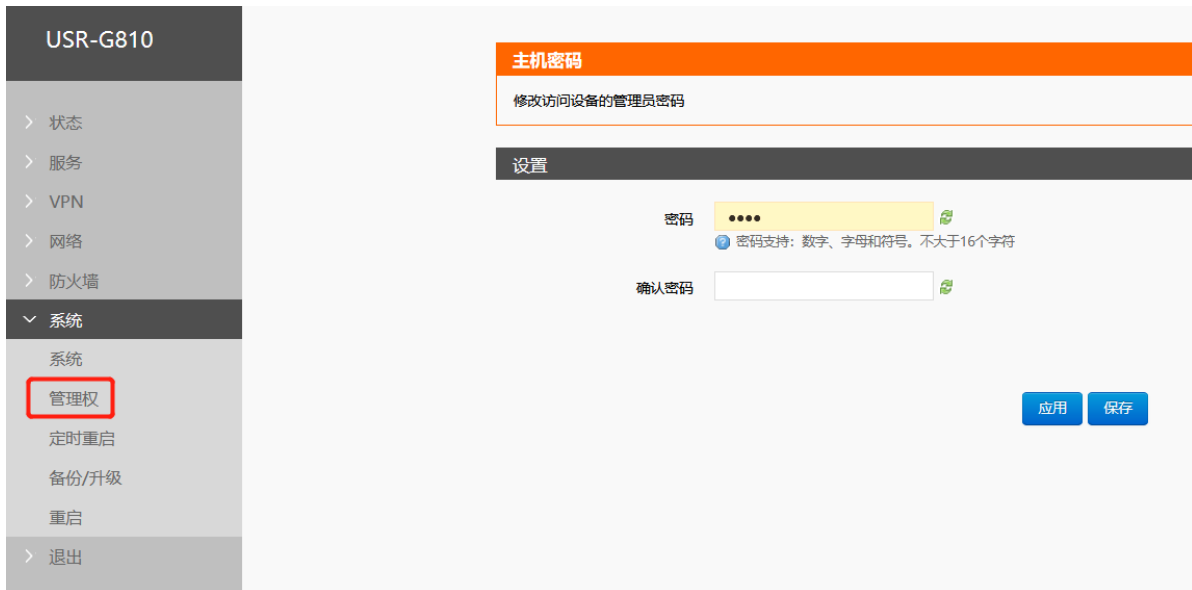 USR-G810
状态
服务
VPN
网络
防火墙
系统
系统
管理权
定时重启
备份/升级
重启
退出
主机密码
修改访问设备的管理员密码
设置
密码 ••••
密码支持：数字、字母和符号。不大于16个字符
确认密码
应用 保存